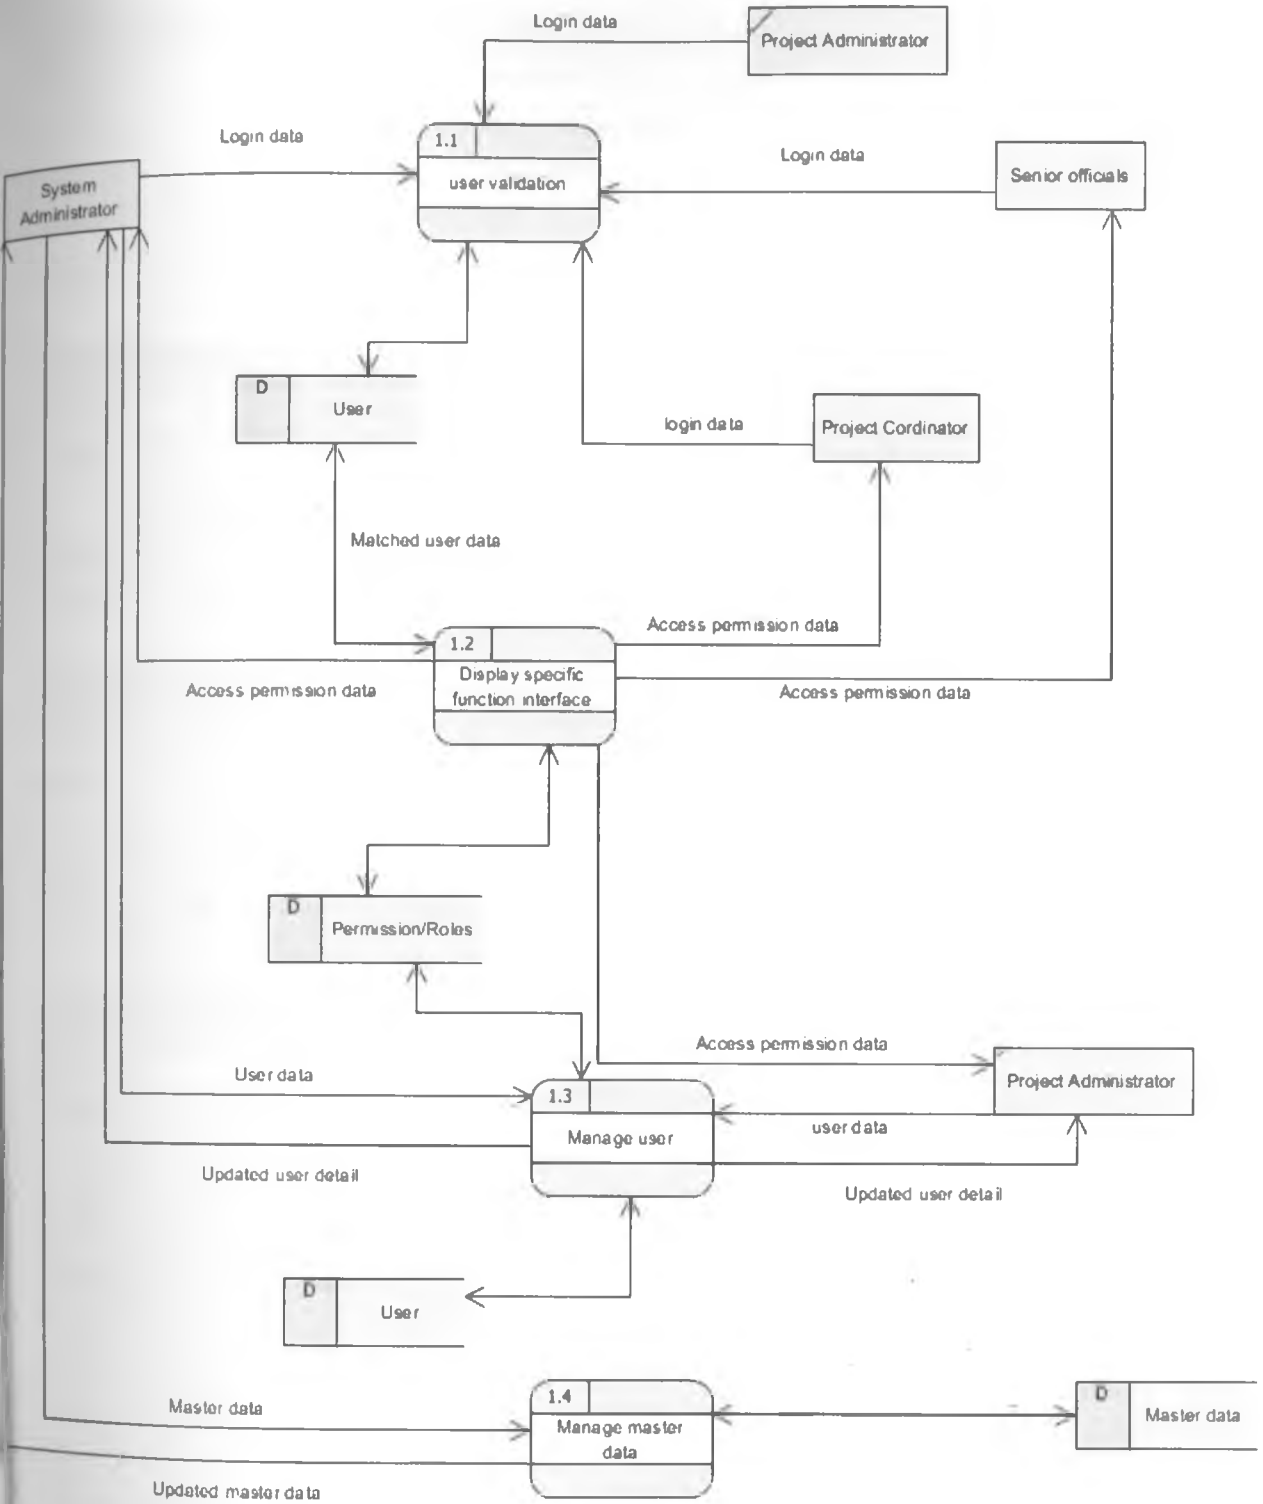 Login data
Project Administrator
Login data
1.1
user validation
Login data
Senior officials
System
Administrator
D
User
login data
Project Cordinator
Matched user data
1.2
Display specific
function interface
Access permission data
Access permission data
Access permission data
D
Permission/Roles
Access permission data
Project Administrator
User data
1.3
Manage user
user data
Updated user detail
Updated user detail
D
User
Master data
1.4
Manage master
data
D
Master data
Updated master data